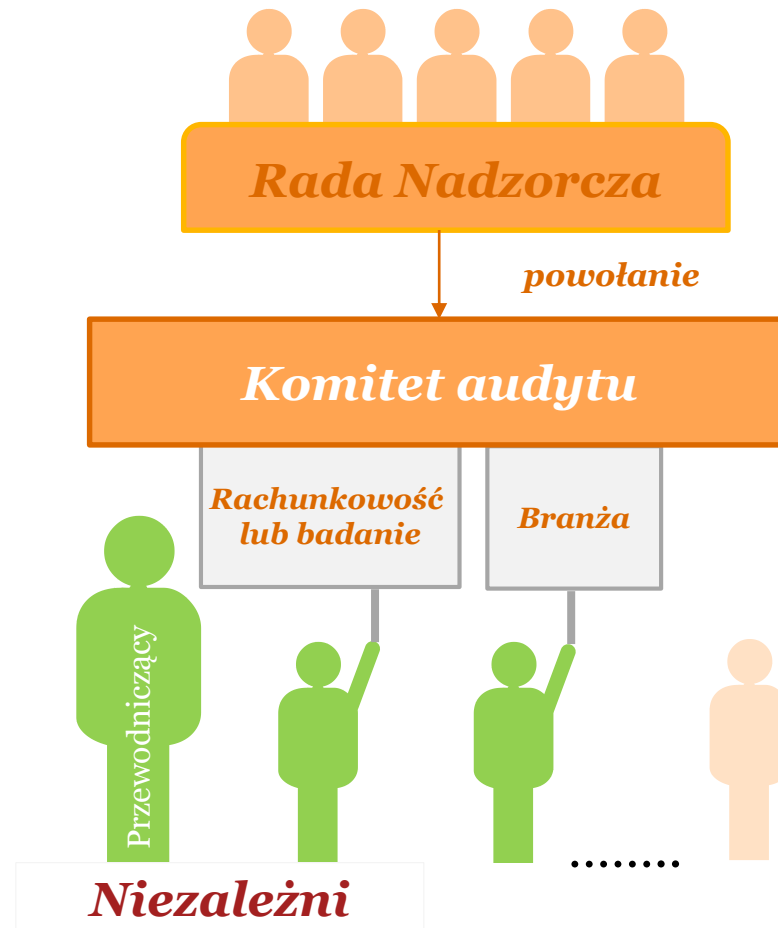 Rada Nadzorcza
powołanie
Komitet audytu
Rachunkowość
lub badanie
Branża
Przewodniczący
........
Niezależni